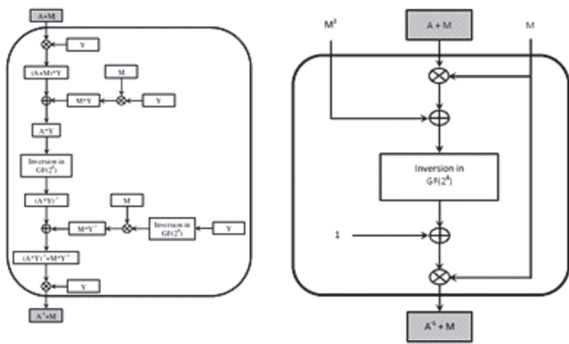 A+M
Y
(A+M)*Y
M
M*Y
Y
A*Y
Inversion in
GF(2⁸)
(A*Y)⁻¹
M
M*Y⁻¹
Inversion in
GF(2⁸)
Y
(A*Y)⁻¹+M*Y⁻¹
Y
A⁻¹+M
M²
A + M
M
Inversion in
GF(2⁸)
1
A⁻¹ + M